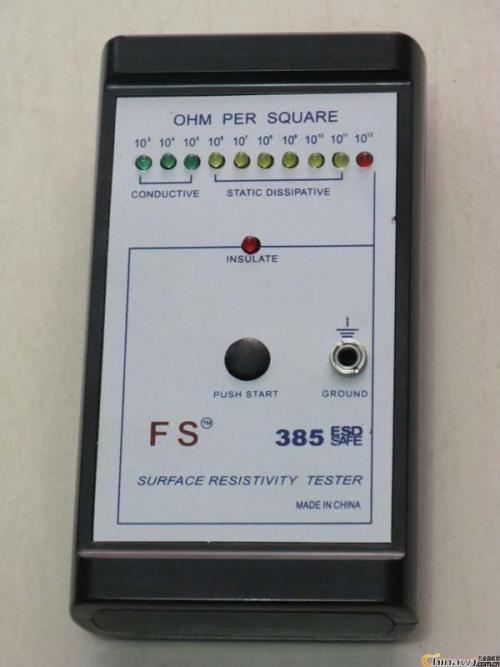 OHM PER SQUARE
10³ 10⁴ 10⁵ 10⁶ 10⁷ 10⁸ 10⁹ 10¹⁰ 10¹¹ 10¹²
CONDUCTIVE STATIC DISSIPATIVE
INSULATE
PUSH START GROUND
FS™ 385 ESD SAFE
SURFACE RESISTIVITY TESTER
MADE IN CHINA